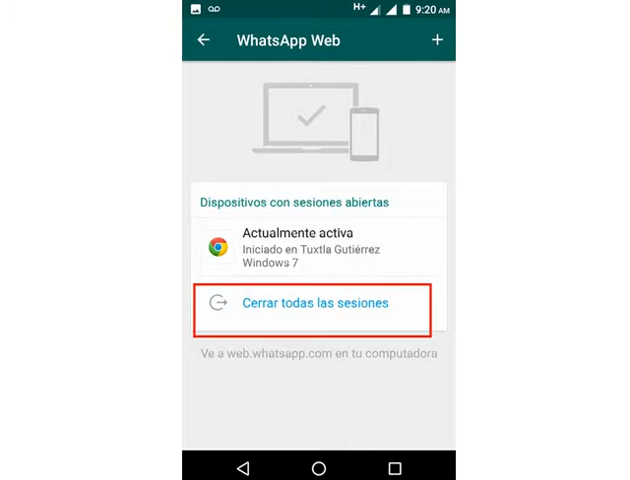 H+ 9:20 AM
WhatsApp Web
Dispositivos con sesiones abiertas
Actualmente activa
Iniciado en Tuxtla Gutiérrez
Windows 7
Cerrar todas las sesiones
Ve a web.whatsapp.com en tu computadora